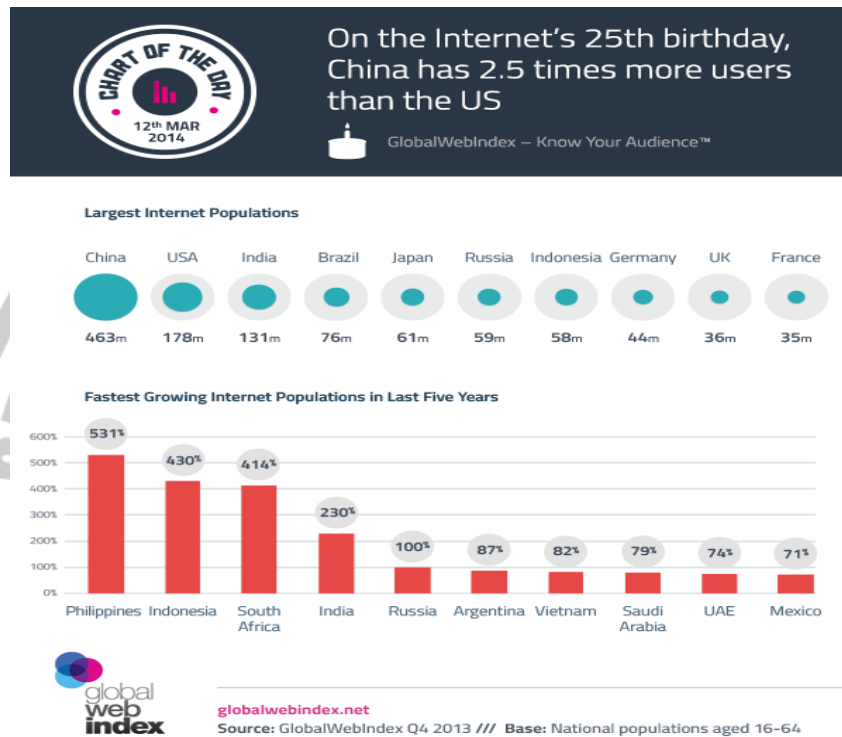 CHART OF THE DAY
12th MAR
2014
On the Internet's 25th birthday,
China has 2.5 times more users
than the US
GlobalWebIndex – Know Your Audience™
Largest Internet Populations
China USA India Brazil Japan Russia Indonesia Germany UK France
463m 178m 131m 76m 61m 59m 58m 44m 36m 35m
Fastest Growing Internet Populations in Last Five Years
600%
500%
400%
300%
200%
100%
0%
531% 430% 414% 230% 100% 87% 82% 79% 74% 71%
Philippines Indonesia South Africa India Russia Argentina Vietnam Saudi Arabia UAE Mexico
global
web
index
globalwebindex.net
Source: GlobalWebIndex Q4 2013 /// Base: National populations aged 16-64